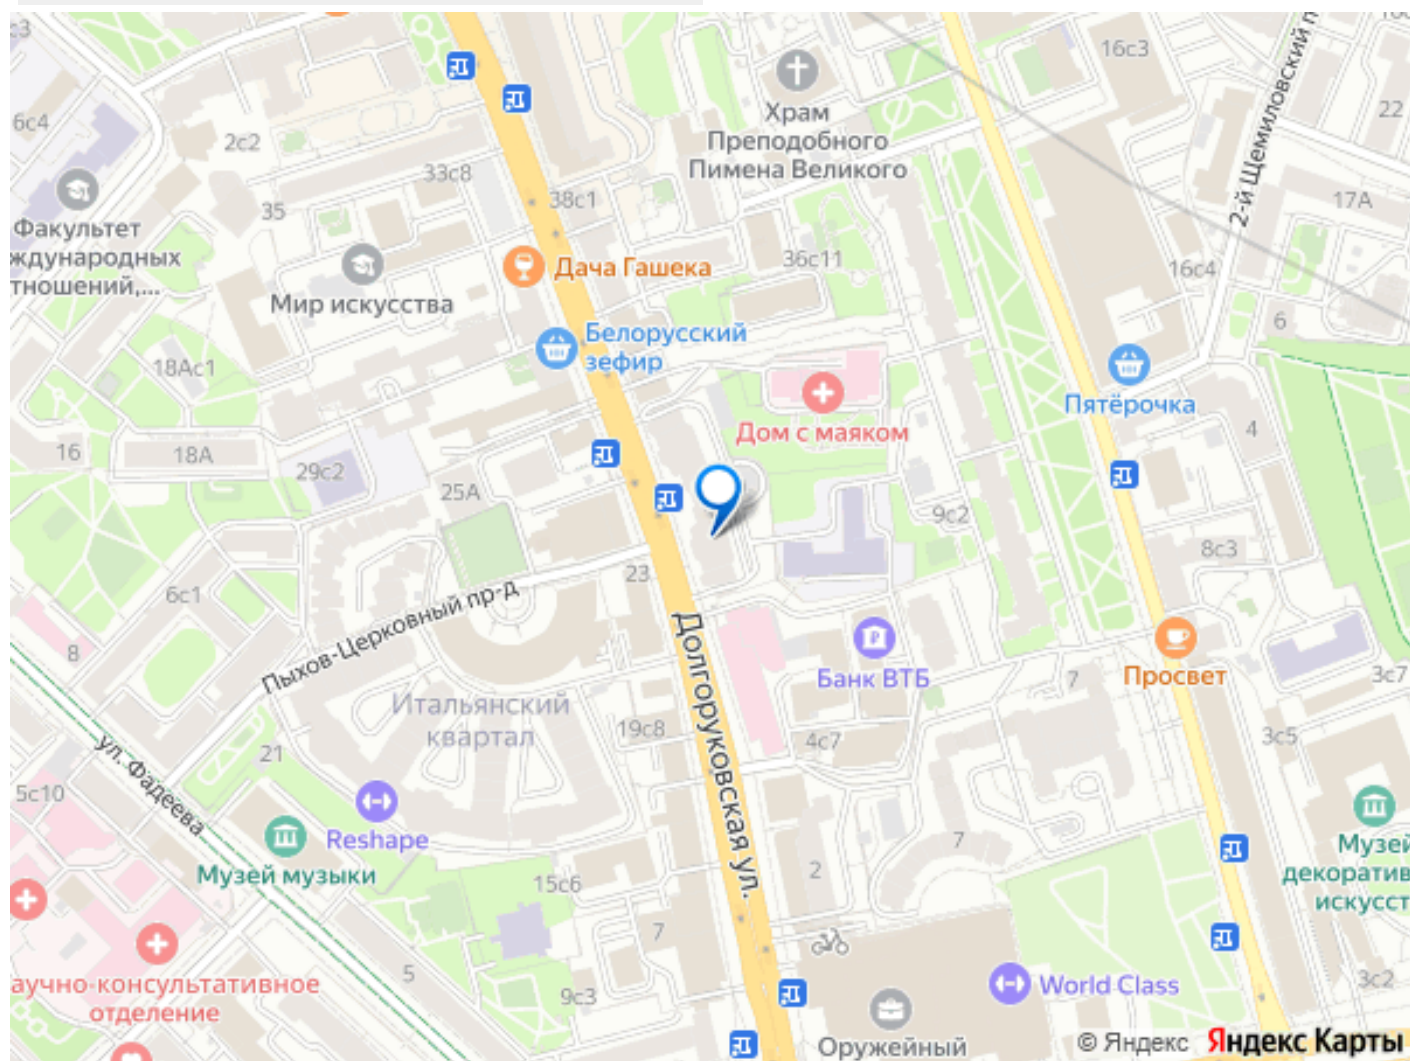 16с3
22
Храм
Преподобного
Пимена Великого
2-й Щемиловский п
6с4
2с2
33с8
38с1
35
17А
Факультет
ждународных
тношений,...
Мир искусства
Дача Гашека
36с11
16с4
6
Белорусский
зефир
18Ас1
Пятёрочка
Дом с маяком
4
16
18А
29с2
25А
9с2
8с3
23
6с1
Пыхов-Церковный пр-д
Долгоруковская ул.
8
Банк ВТБ
7
Просвет
3с7
Итальянский
квартал
19с8
4с7
3с5
21
ул. Фадеева
5с10
Reshape
7
Музей
декоратив
искусст
Музей музыки
15с6
2
7
5
аучно-консультативное
отделение
9с3
World Class
3с2
Оружейный
© Яндекс Яндекс Карты